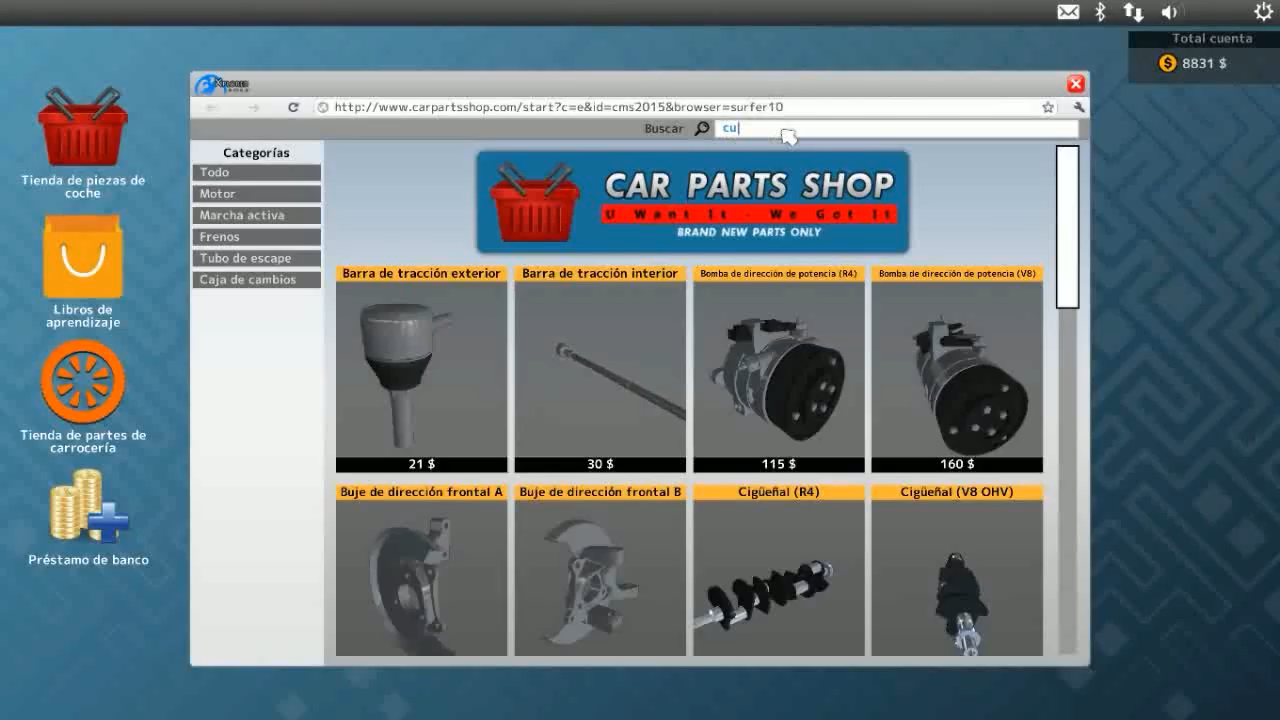 Total cuenta
8831 $
Tienda de piezas de
coche
Libros de
aprendizaje
Tienda de partes de
carrocería
Préstamo de banco
http://www.carpartsshop.com/start?c=e&id=cms2015&browser=surfer10
Buscar
cu
Categorías
Todo
Motor
Marcha activa
Frenos
Tubo de escape
Caja de cambios
CAR PARTS SHOP
U Want It - We Got It
BRAND NEW PARTS ONLY
Barra de tracción exterior
Barra de tracción interior
Bomba de dirección de potencia (R4)
Bomba de dirección de potencia (V8)
21 $
30 $
115 $
160 $
Buje de dirección frontal A
Buje de dirección frontal B
Cigüeñal (R4)
Cigüeñal (V8 OHV)